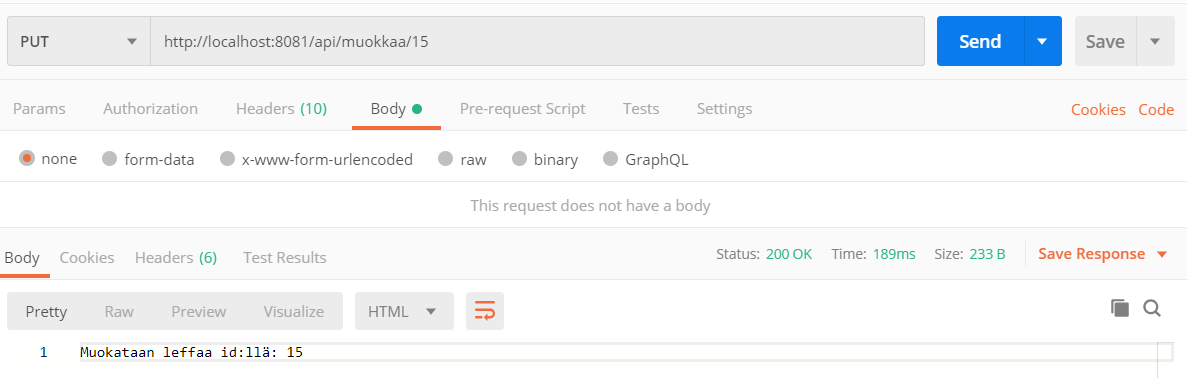 PUT http://localhost:8081/api/muokkaa/15 Send Save
Params Authorization Headers (10) Body Pre-request Script Tests Settings Cookies Code
none form-data x-www-form-urlencoded raw binary GraphQL
This request does not have a body
Body Cookies Headers (6) Test Results Status: 200 OK Time: 189ms Size: 233 B Save Response
Pretty Raw Preview Visualize HTML
1 Muokataan leffaa id:llä: 15